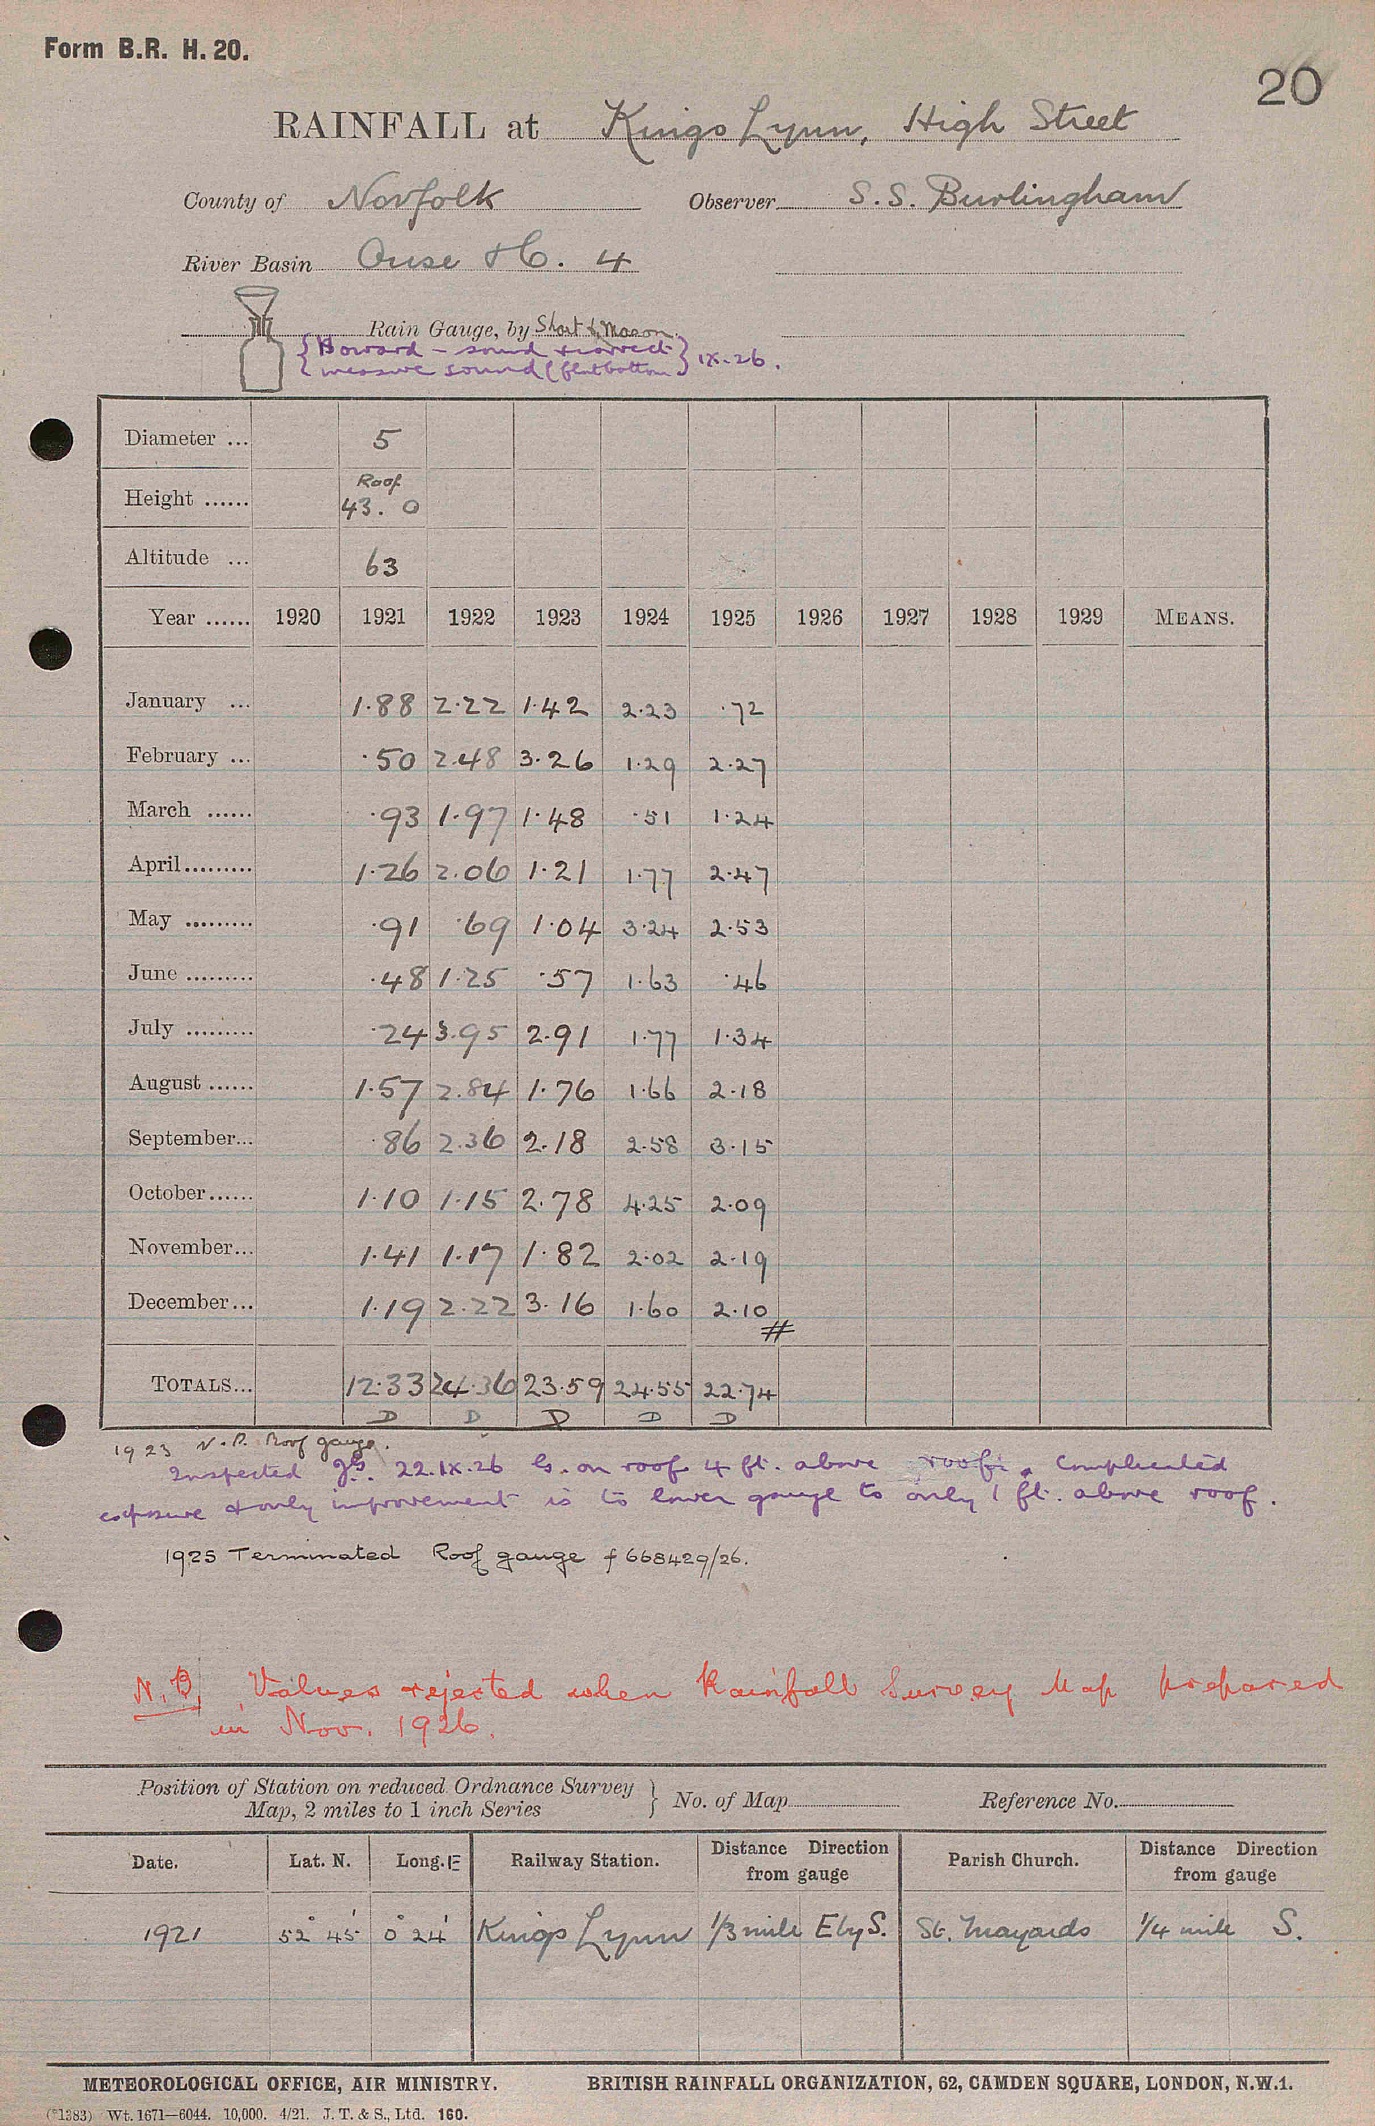 Form B.R. H. 20.
20
RAINFALL at Kings Lynn, High Street
County of Norfolk Observer S.S. Burlingham
River Basin Ouse &C. 4
Rain Gauge, by Short & Mason.
{Howard - sound & correct} IX.26.
{measure sound (flat bottom}
Diameter ... 5
Height ...... Roof 43. 0
Altitude ... 63
Year ...... 1920 1921 1922 1923 1924 1925 1926 1927 1928 1929 MEANS.
January ... 1.88 2.22 1.42 2.23 .72
February ... .50 2.48 3.26 1.29 2.27
March ...... .93 1.97 1.48 .51 1.24
April......... 1.26 2.06 1.21 1.77 2.47
May ......... .91 .69 1.04 3.24 2.53
June ......... .48 1.25 .57 1.63 .46
July ......... .24 3.95 2.91 1.77 1.34
August ...... 1.57 2.84 1.76 1.66 2.18
September... .86 2.36 2.18 2.58 3.15
October...... 1.10 1.15 2.78 4.25 2.09
November... 1.41 1.17 1.82 2.02 2.19
December... 1.19 2.22 3.16 1.60 2.10 #
TOTALS... 12.33 24.36 23.59 24.55 22.74
D D D D D
1923 N.P. Roof gauge.
Inspected 22.IX.26 G. on roof 4 ft. above roof. Complicated
exposure & only improvement is to lower gauge to only 1 ft. above roof.
1925 Terminated Roof gauge f 668429/26.
N.B. Values rejected when Rainfall Survey Map prepared
in Nov. 1926.
Position of Station on reduced Ordnance Survey
Map, 2 miles to 1 inch Series } No. of Map Reference No.
Date. Lat. N. Long. E Railway Station. Distance Direction from gauge Parish Church. Distance Direction from gauge
1921 52° 45' 0° 24' Kings Lynn 1/3 mile E by S. St. Mayards 1/4 mile S.
METEOROLOGICAL OFFICE, AIR MINISTRY. BRITISH RAINFALL ORGANIZATION, 62, CAMDEN SQUARE, LONDON, N.W.1.
(*1383) Wt. 1671—6044. 10,000. 4/21. J. T. & S., Ltd. 160.